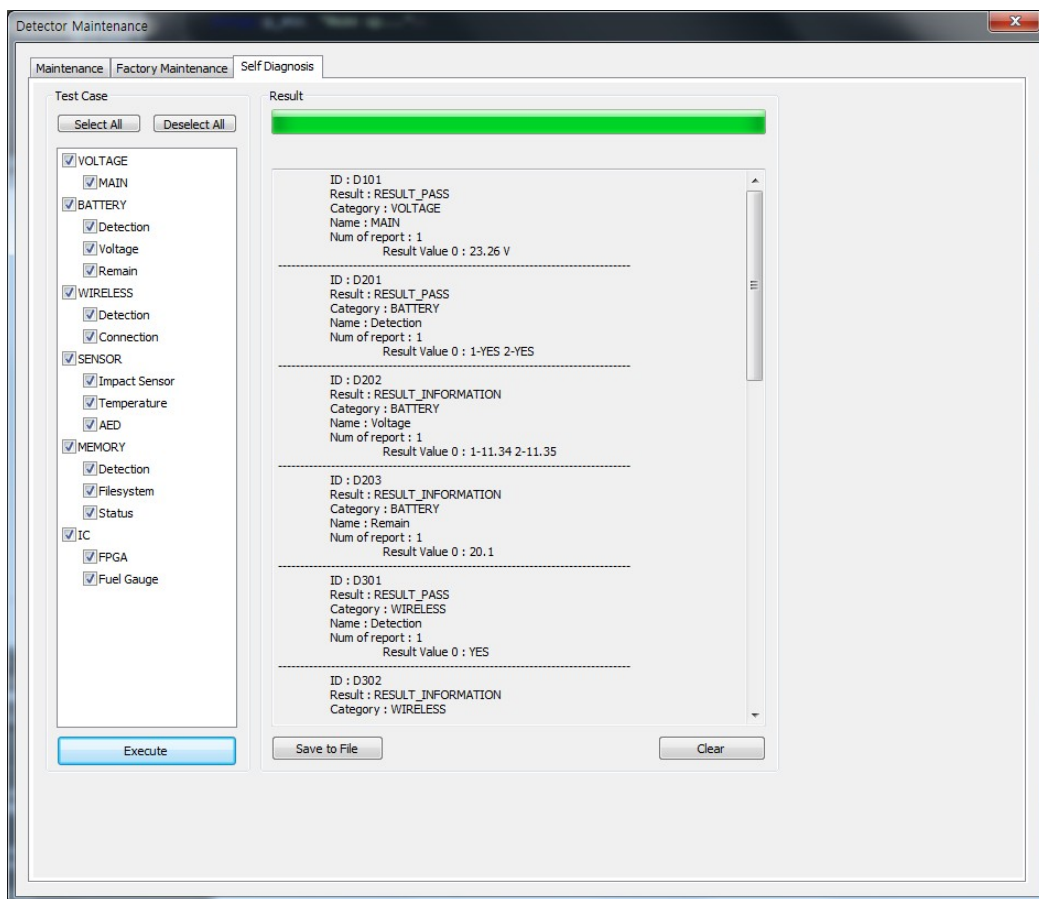 Detector Maintenance
Maintenance
Factory Maintenance
Self Diagnosis
Test Case
Select All
Deselect All
VOLTAGE
MAIN
BATTERY
Detection
Voltage
Remain
WIRELESS
Detection
Connection
SENSOR
Impact Sensor
Temperature
AED
MEMORY
Detection
Filesystem
Status
IC
FPGA
Fuel Gauge
Execute
Result
ID : D101
Result : RESULT_PASS
Category : VOLTAGE
Name : MAIN
Num of report : 1
Result Value 0 : 23.26 V
--------------------------------------------------------------------------------
ID : D201
Result : RESULT_PASS
Category : BATTERY
Name : Detection
Num of report : 1
Result Value 0 : 1-YES 2-YES
--------------------------------------------------------------------------------
ID : D202
Result : RESULT_INFORMATION
Category : BATTERY
Name : Voltage
Num of report : 1
Result Value 0 : 1-11.34 2-11.35
--------------------------------------------------------------------------------
ID : D203
Result : RESULT_INFORMATION
Category : BATTERY
Name : Remain
Num of report : 1
Result Value 0 : 20.1
--------------------------------------------------------------------------------
ID : D301
Result : RESULT_PASS
Category : WIRELESS
Name : Detection
Num of report : 1
Result Value 0 : YES
--------------------------------------------------------------------------------
ID : D302
Result : RESULT_INFORMATION
Category : WIRELESS
Save to File
Clear